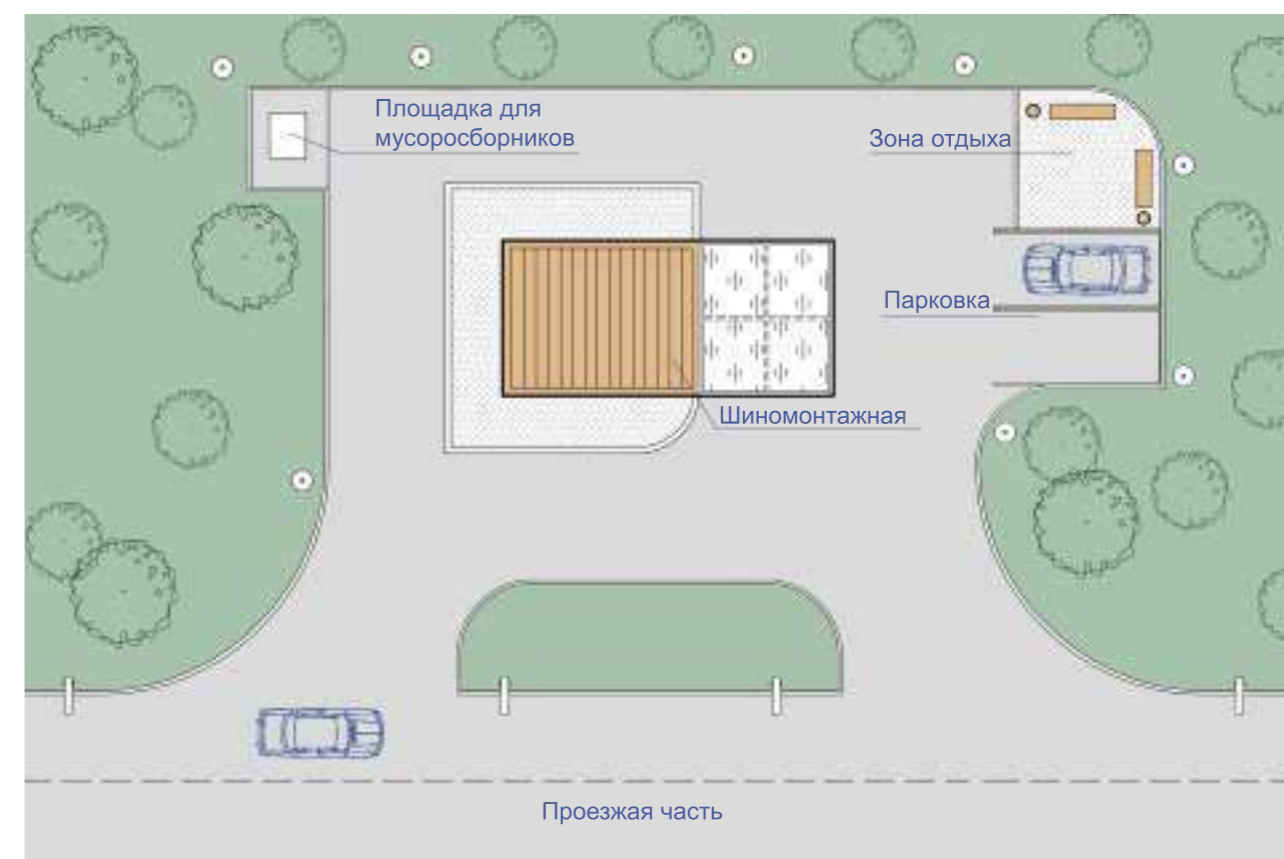 Площадка для
мусоросборников
Зона отдыха
Парковка
Шиномонтажная
Проезжая часть